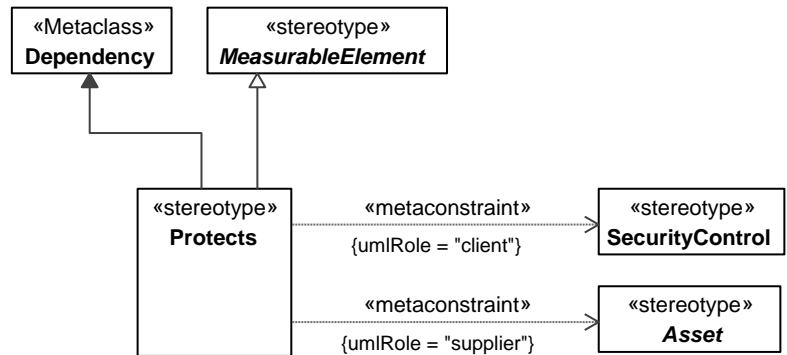 «Metaclass»
Dependency
«stereotype»
MeasurableElement
«stereotype»
Protects
«metaconstraint»
{umlRole = "client"}
«stereotype»
SecurityControl
«metaconstraint»
{umlRole = "supplier"}
«stereotype»
Asset